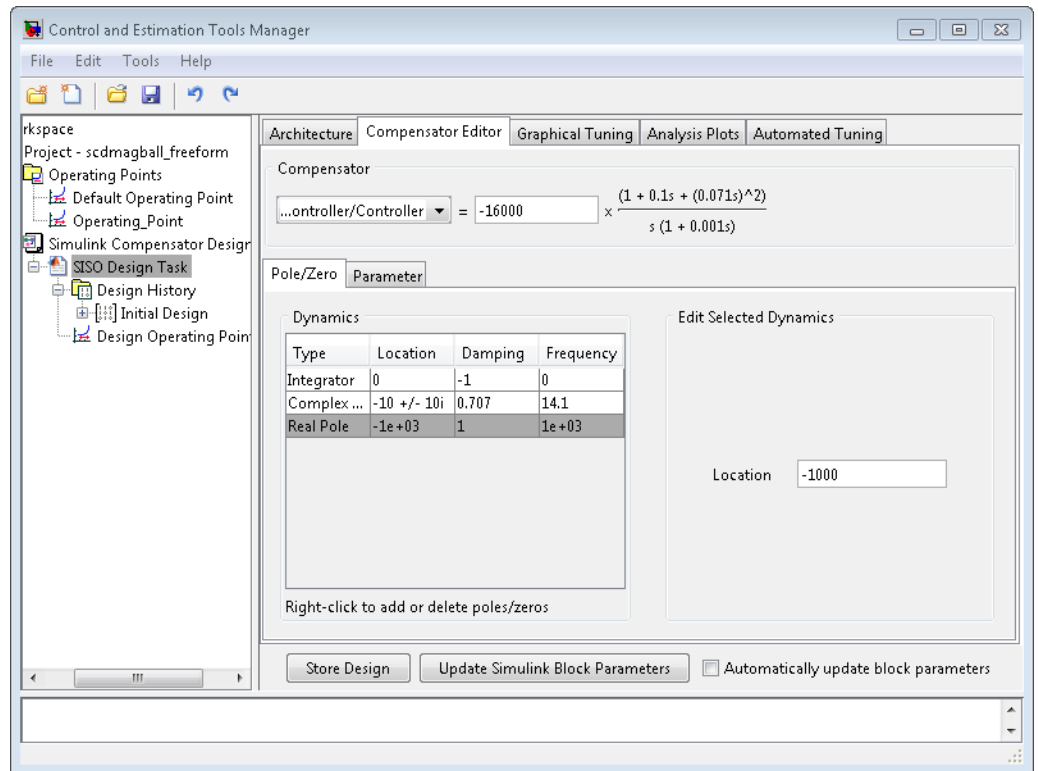 Control and Estimation Tools Manager
File Edit Tools Help
rkspace
Project - scdmagball_freeform
Operating Points
Default Operating Point
Operating_Point
Simulink Compensator Desigr
SISO Design Task
Design History
Initial Design
Design Operating Poin
Architecture Compensator Editor Graphical Tuning Analysis Plots Automated Tuning
Compensator
...ontroller/Controller = -16000 x (1 + 0.1s + (0.071s)^2)
s (1 + 0.001s)
Pole/Zero Parameter
Dynamics
Type Location Damping Frequency
Integrator 0 -1 0
Complex ... -10 +/- 10i 0.707 14.1
Real Pole -1e+03 1 1e+03
Right-click to add or delete poles/zeros
Edit Selected Dynamics
Location -1000
Store Design Update Simulink Block Parameters Automatically update block parameters